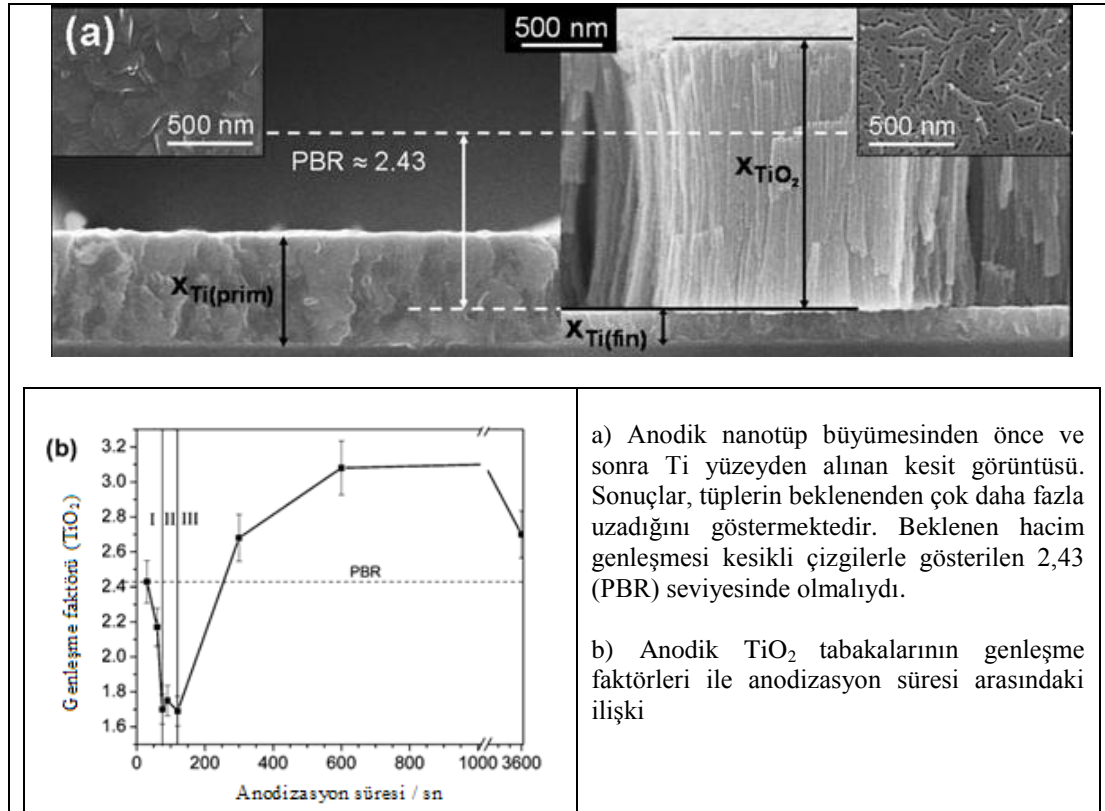 (a)
500 nm
500 nm
500 nm
PBR ≈ 2.43
X TiO₂
X Ti(prim)
X Ti(fin)
(b)
Genleşme faktörü (TiO₂)
3.2
3.0
2.8
2.6
2.4
2.2
2.0
1.8
1.6
I II III
PBR
0 200 400 600 800 1000 3600
Anodizasyon süresi / sn
a) Anodik nanotüp büyümesinden önce ve
sonra Ti yüzeyden alınan kesit görüntüsü.
Sonuçlar, tüplerin beklenenden çok daha fazla
uzadığını göstermektedir. Beklenen hacim
genleşmesi kesikli çizgilerle gösterilen 2,43
(PBR) seviyesinde olmalıydı.
b) Anodik TiO₂ tabakalarının genleşme
faktörleri ile anodizasyon süresi arasındaki
ilişki